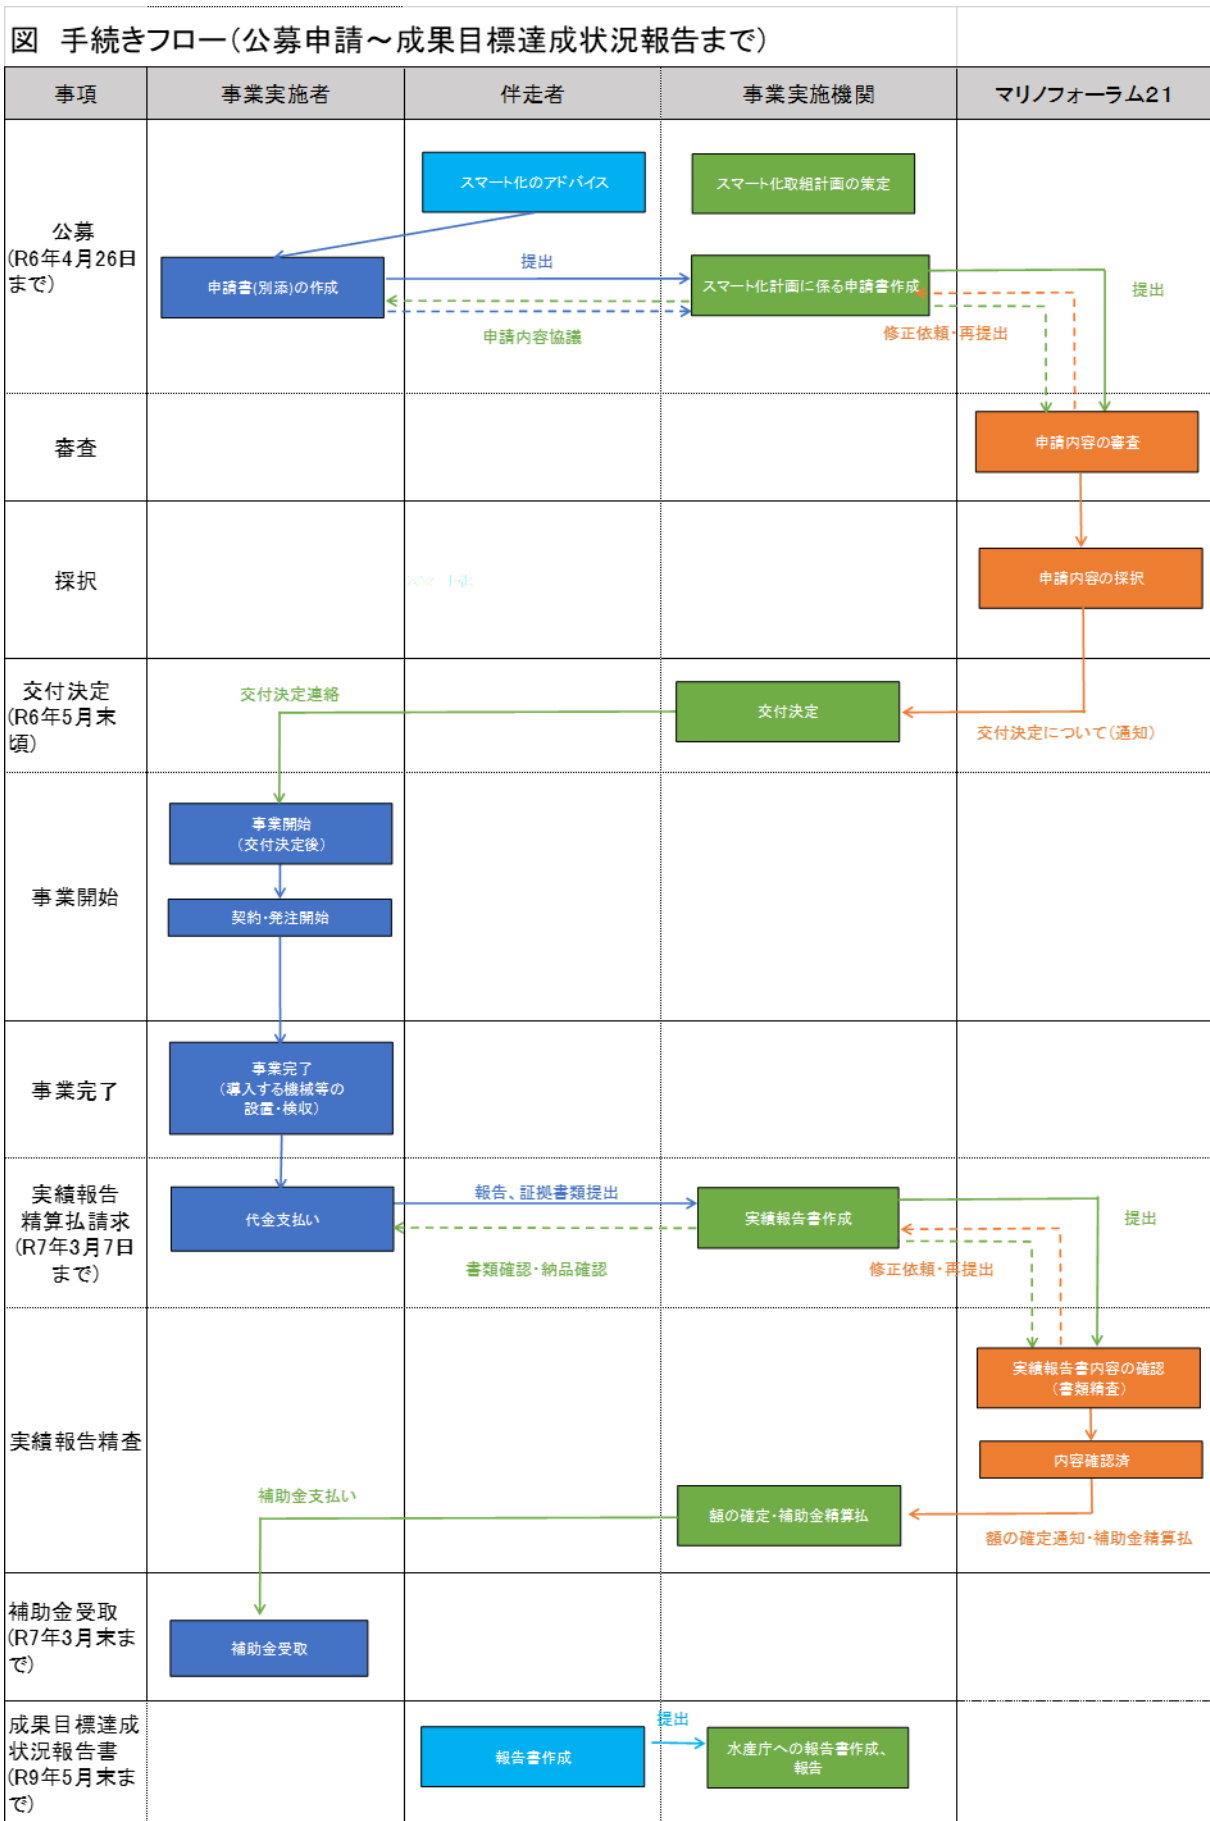 図 手続きフロー(公募申請～成果目標達成状況報告まで)
事項
事業実施者
伴走者
事業実施機関
マリノフォーラム21
公募
(R6年4月26日
まで)
スマート化のアドバイス
スマート化取組計画の策定
申請書(別添)の作成
提出
スマート化計画に係る申請書作成
提出
申請内容協議
修正依頼・再提出
審査
申請内容の審査
採択
申請内容の採択
交付決定
(R6年5月末
頃)
交付決定連絡
交付決定
交付決定について(通知)
事業開始
事業開始
(交付決定後)
契約・発注開始
事業完了
事業完了
(導入する機械等の
設置・検収)
実績報告
精算払請求
(R7年3月7日
まで)
代金支払い
報告、証拠書類提出
実績報告書作成
提出
書類確認・納品確認
修正依頼・再提出
実績報告精査
実績報告書内容の確認
(書類精査)
内容確認済
補助金支払い
額の確定・補助金精算払
額の確定通知・補助金精算払
補助金受取
(R7年3月末ま
で)
補助金受取
成果目標達成
状況報告書
(R9年5月末ま
で)
報告書作成
提出
水産庁への報告書作成、
報告